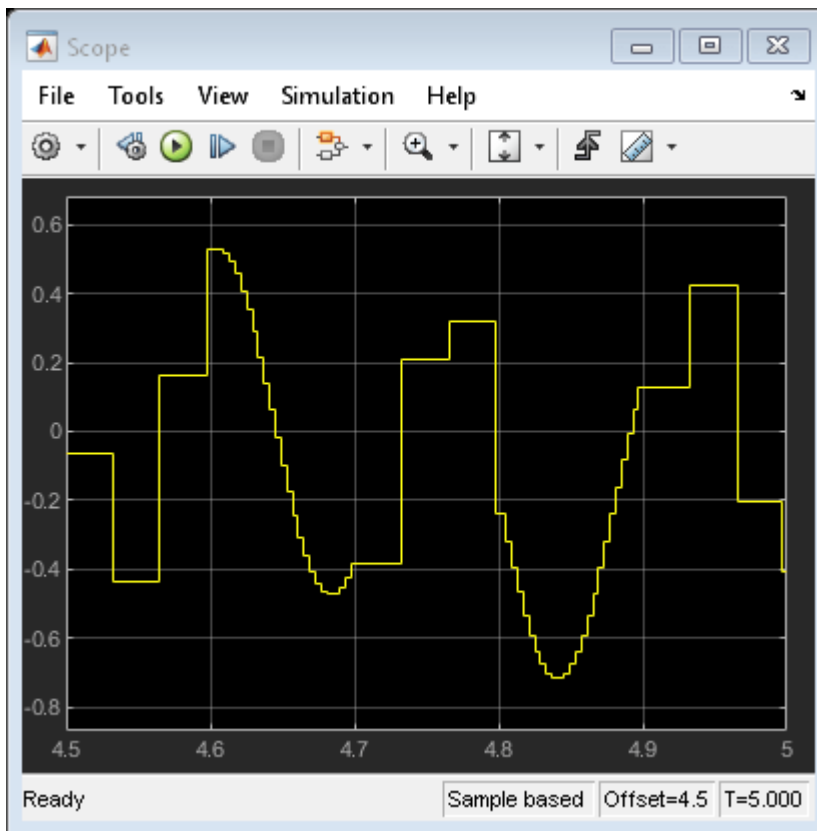 Scope
File Tools View Simulation Help
0.6
0.4
0.2
0
-0.2
-0.4
-0.6
-0.8
4.5 4.6 4.7 4.8 4.9 5
Ready Sample based Offset=4.5 T=5.000